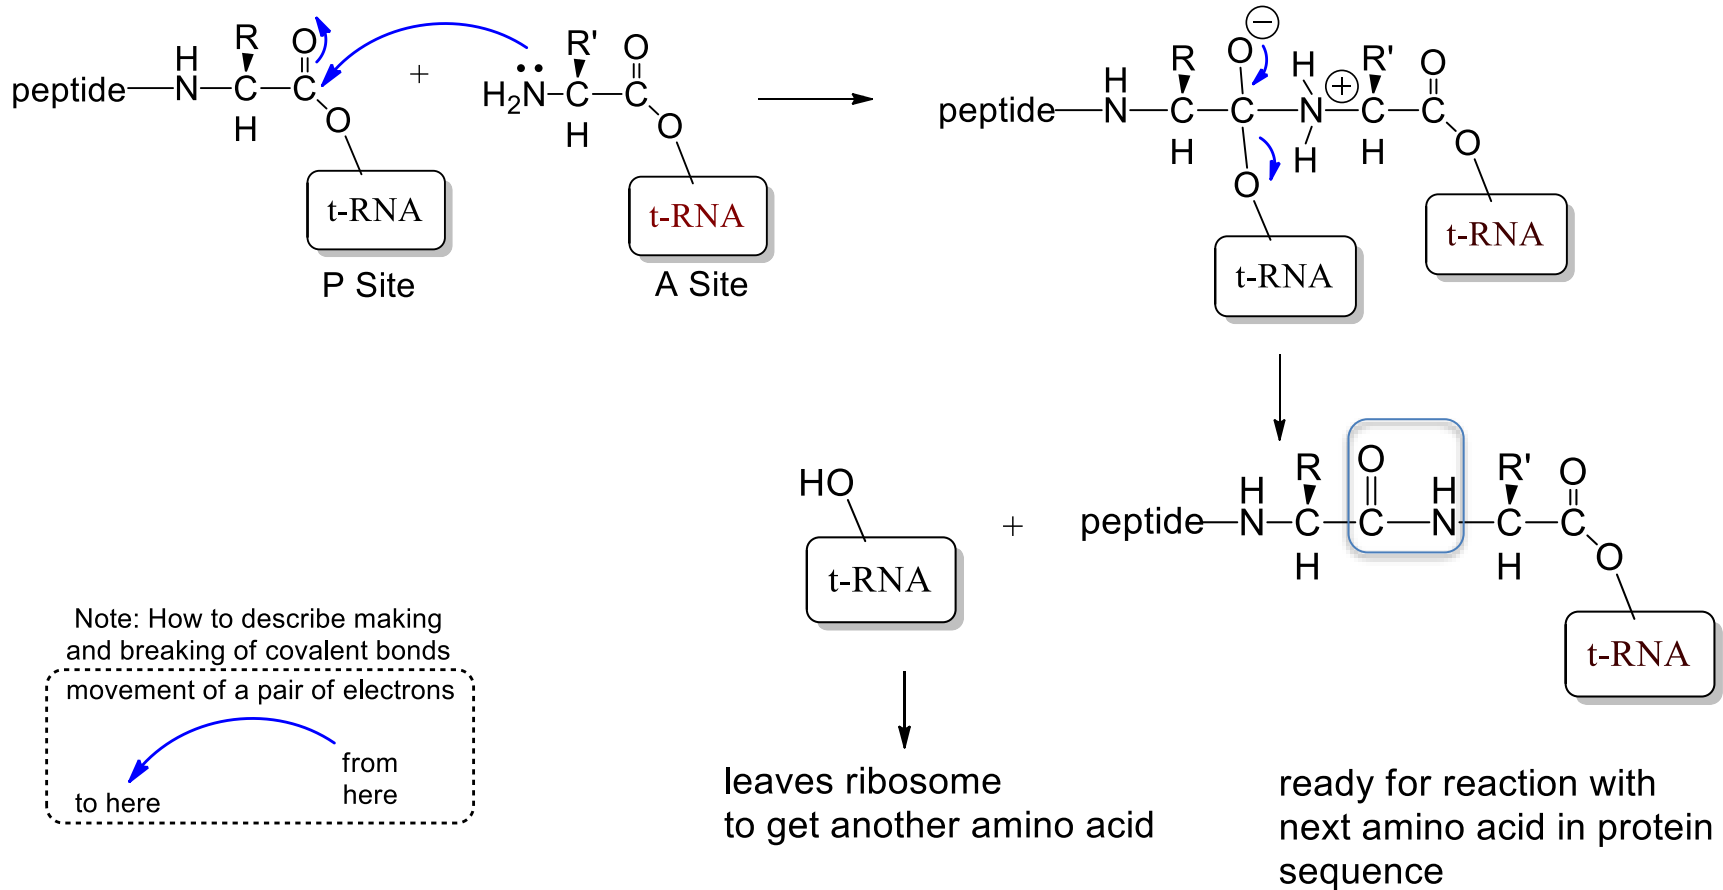 H R O R' O
peptide N C C + H₂N C C
H O H O
t-RNA t-RNA
P Site A Site
O ⊖
H R H R' O
peptide N C C N ⊕ C C
H H H O
O
t-RNA t-RNA
HO
t-RNA
+
H R O H R' O
peptide N C C N C C
H H O
t-RNA
Note: How to describe making
and breaking of covalent bonds
movement of a pair of electrons
from
here
to here
leaves ribosome
to get another amino acid
ready for reaction with
next amino acid in protein
sequence